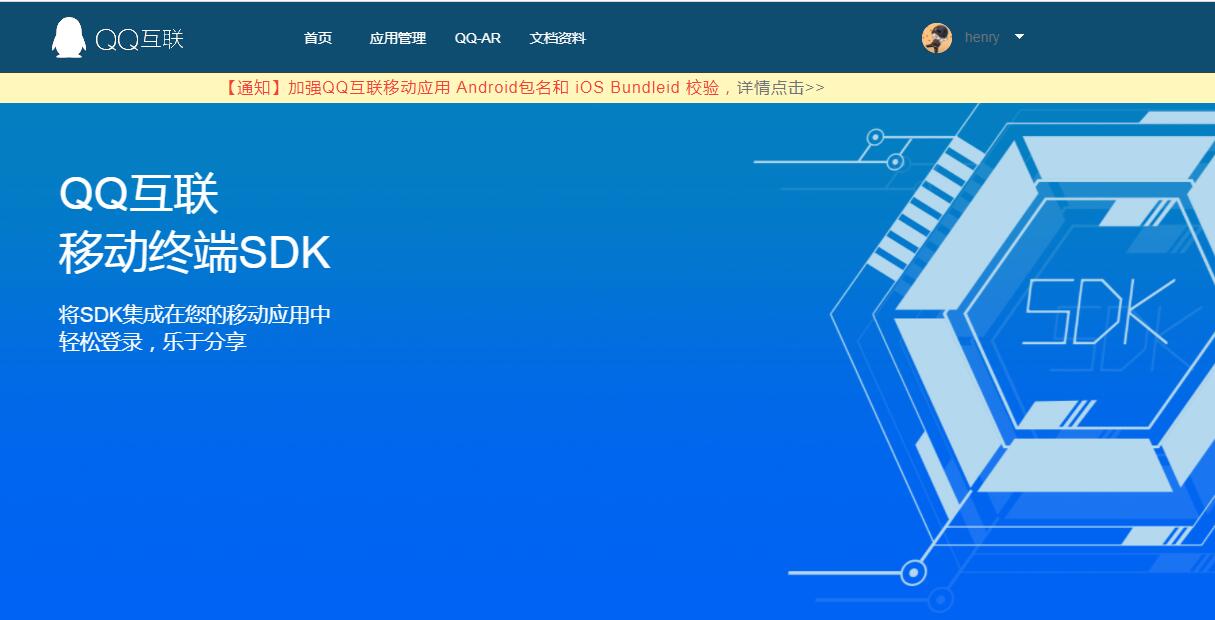 QQ互联
首页 应用管理 QQ-AR 文档资料 henry
【通知】加强QQ互联移动应用 Android包名和 iOS Bundleid 校验，详情点击>>
QQ互联
移动终端SDK
将SDK集成在您的移动应用中
轻松登录，乐于分享
SDK